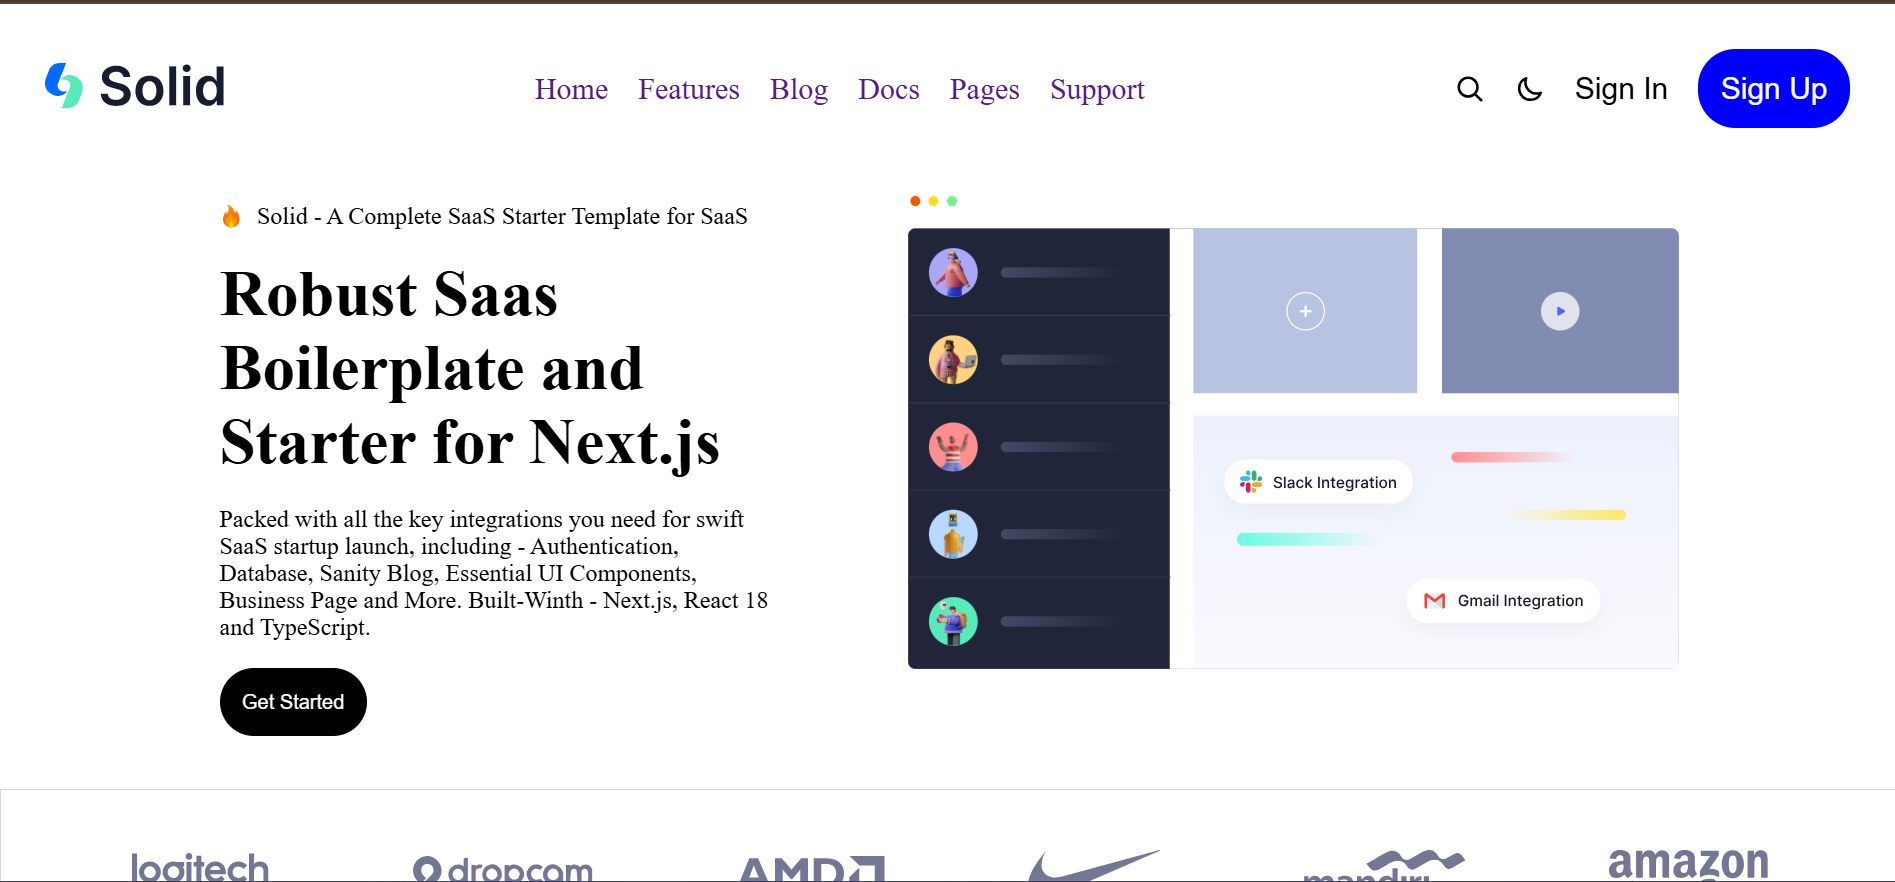 Solid
Home Features Blog Docs Pages Support
Sign In
Sign Up
Solid - A Complete SaaS Starter Template for SaaS
Robust Saas
Boilerplate and
Starter for Next.js
Packed with all the key integrations you need for swift
SaaS startup launch, including - Authentication,
Database, Sanity Blog, Essential UI Components,
Business Page and More. Built-Winth - Next.js, React 18
and TypeScript.
Get Started
Slack Integration
Gmail Integration
logitech
dropcam
AMD
mandiri
amazon